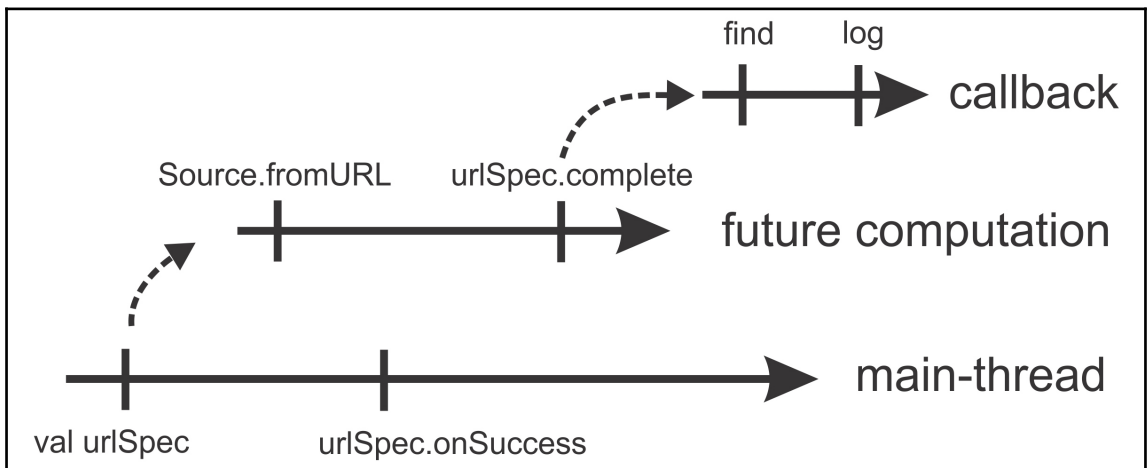 find log
callback
Source.fromURL urlSpec.complete
future computation
main-thread
val urlSpec urlSpec.onSuccess